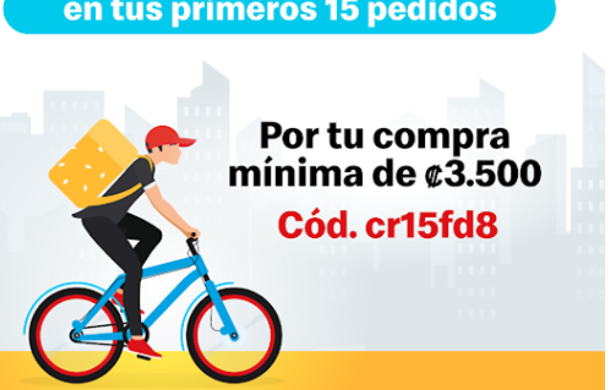 en tus primeros 15 pedidos
Por tu compra
mínima de ₡3.500
Cód. cr15fd8